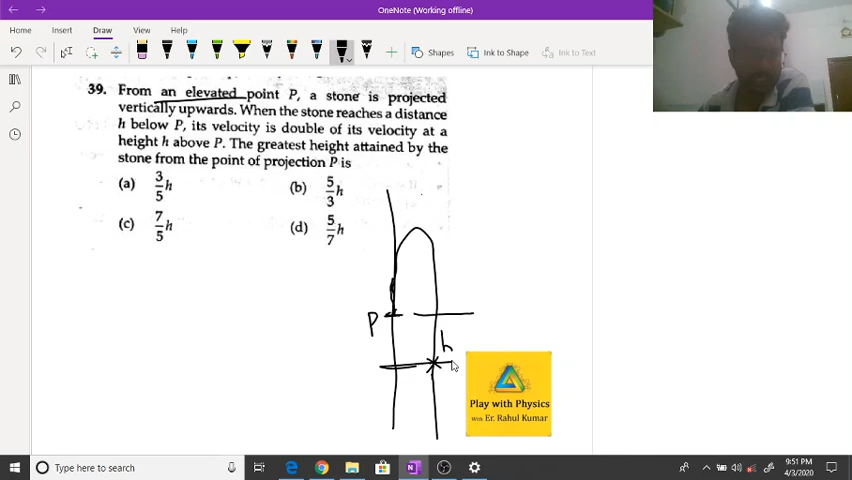 OneNote (Working offline)
Home Insert Draw View Help
Shapes Ink to Shape Ink to Text
39. From an elevated point P, a stone is projected
vertically upwards. When the stone reaches a distance
h below P, its velocity is double of its velocity at a
height h above P. The greatest height attained by the
stone from the point of projection P is
(a) 3/5 h (b) 5/3 h
(c) 7/5 h (d) 5/7 h
P
h
Play with Physics
With Er. Rahul Kumar
Type here to search
9:51 PM
4/3/2020